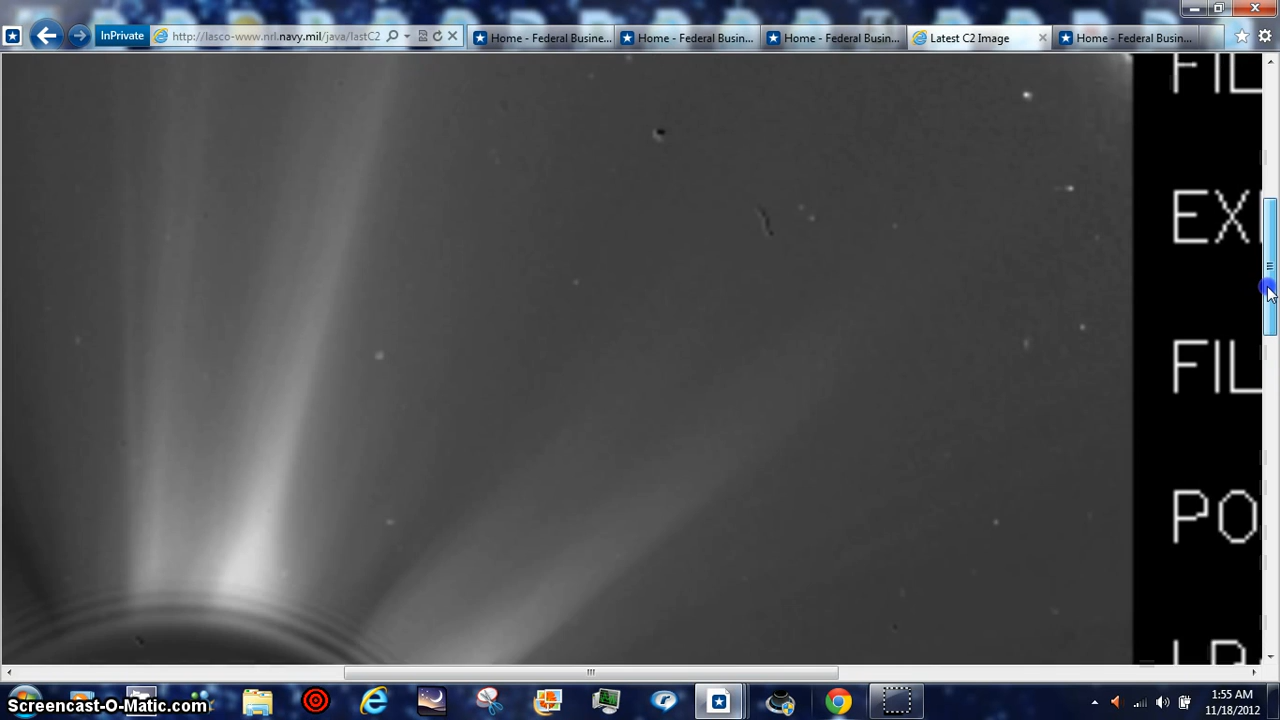 InPrivate
http://lasco-www.nrl.navy.mil/java/lastC2
Home - Federal Busine...
Home - Federal Busin...
Home - Federal Busin...
Latest C2 Image
Home - Federal Busin...
FIL
EX
FIL
PO
Screencast-O-Matic.com
1:55 AM
11/18/2012